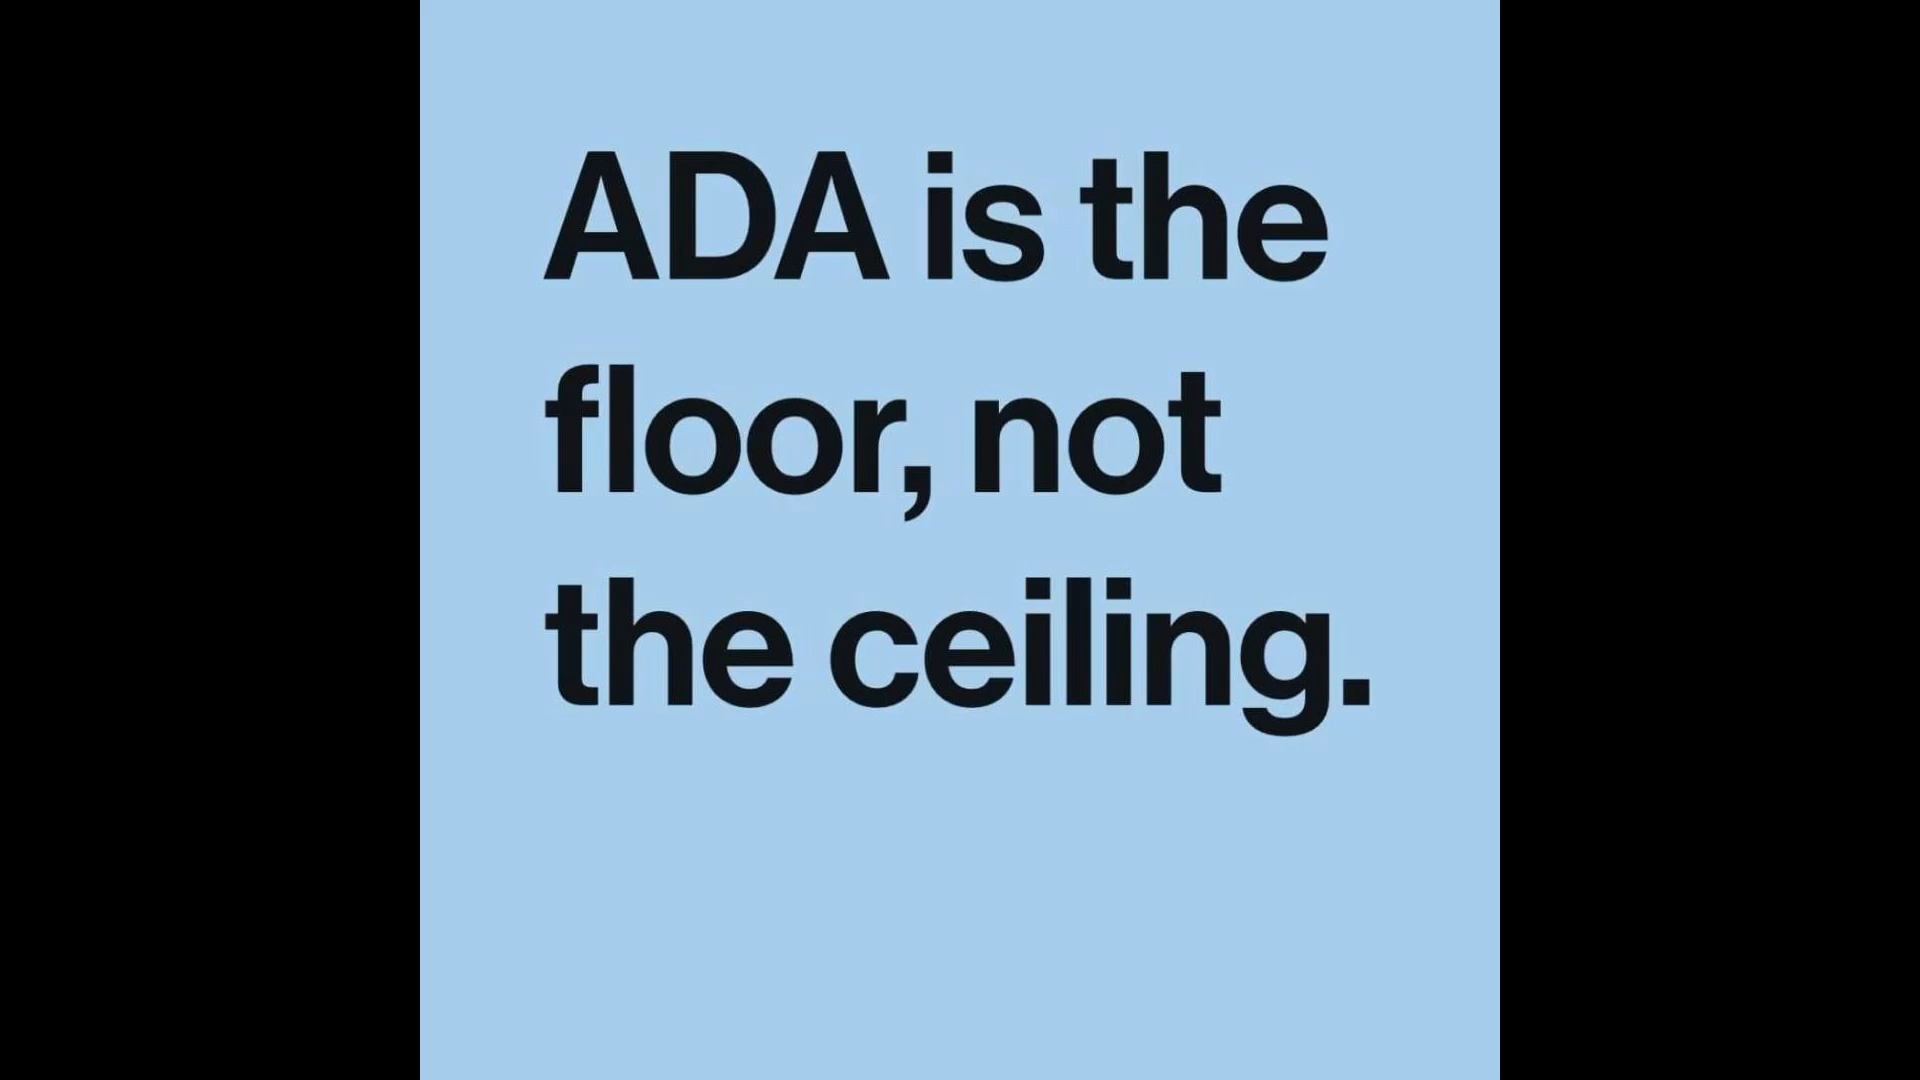 ADA is the
floor, not
the ceiling.